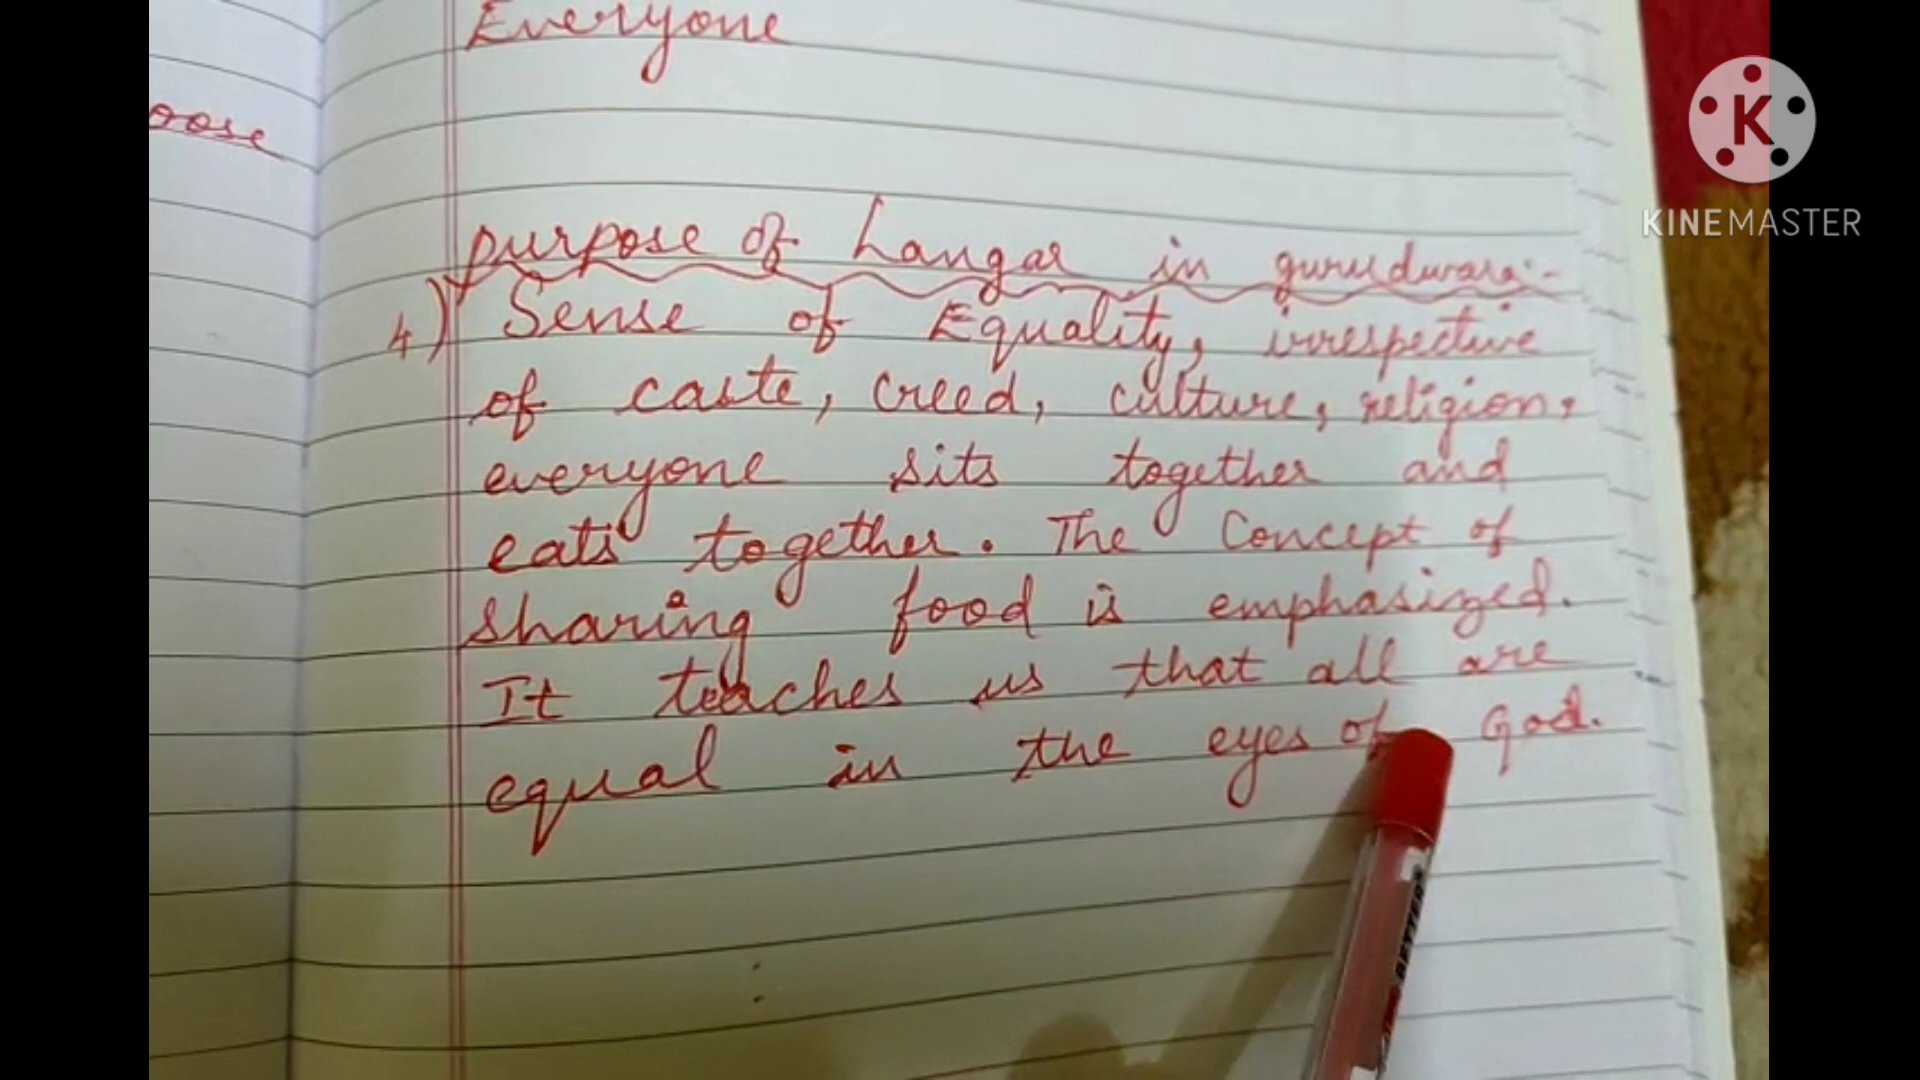 Everyone
oose
purpose of Langar in gurudwara:-
4) Sense of Equality, irrespective
of caste, creed, culture, religion,
everyone sits together and
eats together. The Concept of
sharing food is emphasized.
It teaches us that all are
equal in the eyes of God.
BETTER
K
KINEMASTER